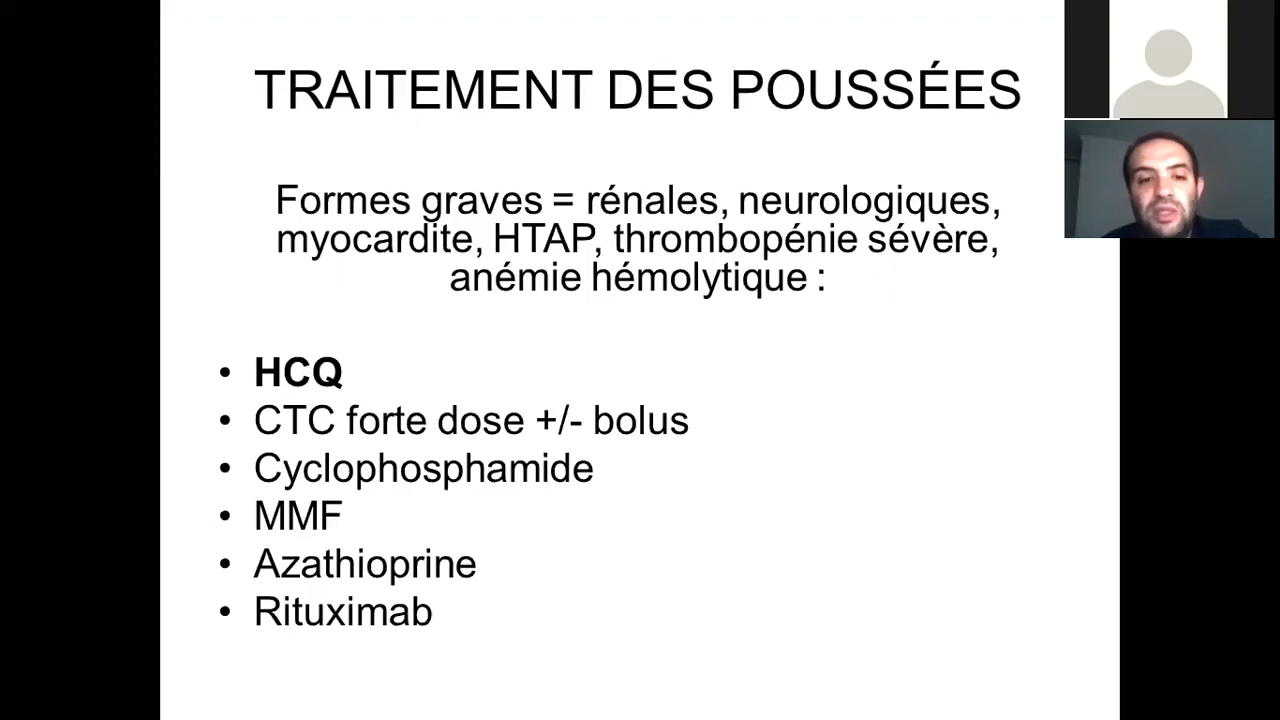 TRAITEMENT DES POUSSÉES
Formes graves = rénales, neurologiques,
myocardite, HTAP, thrombopénie sévère,
anémie hémolytique :
• HCQ
• CTC forte dose +/- bolus
• Cyclophosphamide
• MMF
• Azathioprine
• Rituximab